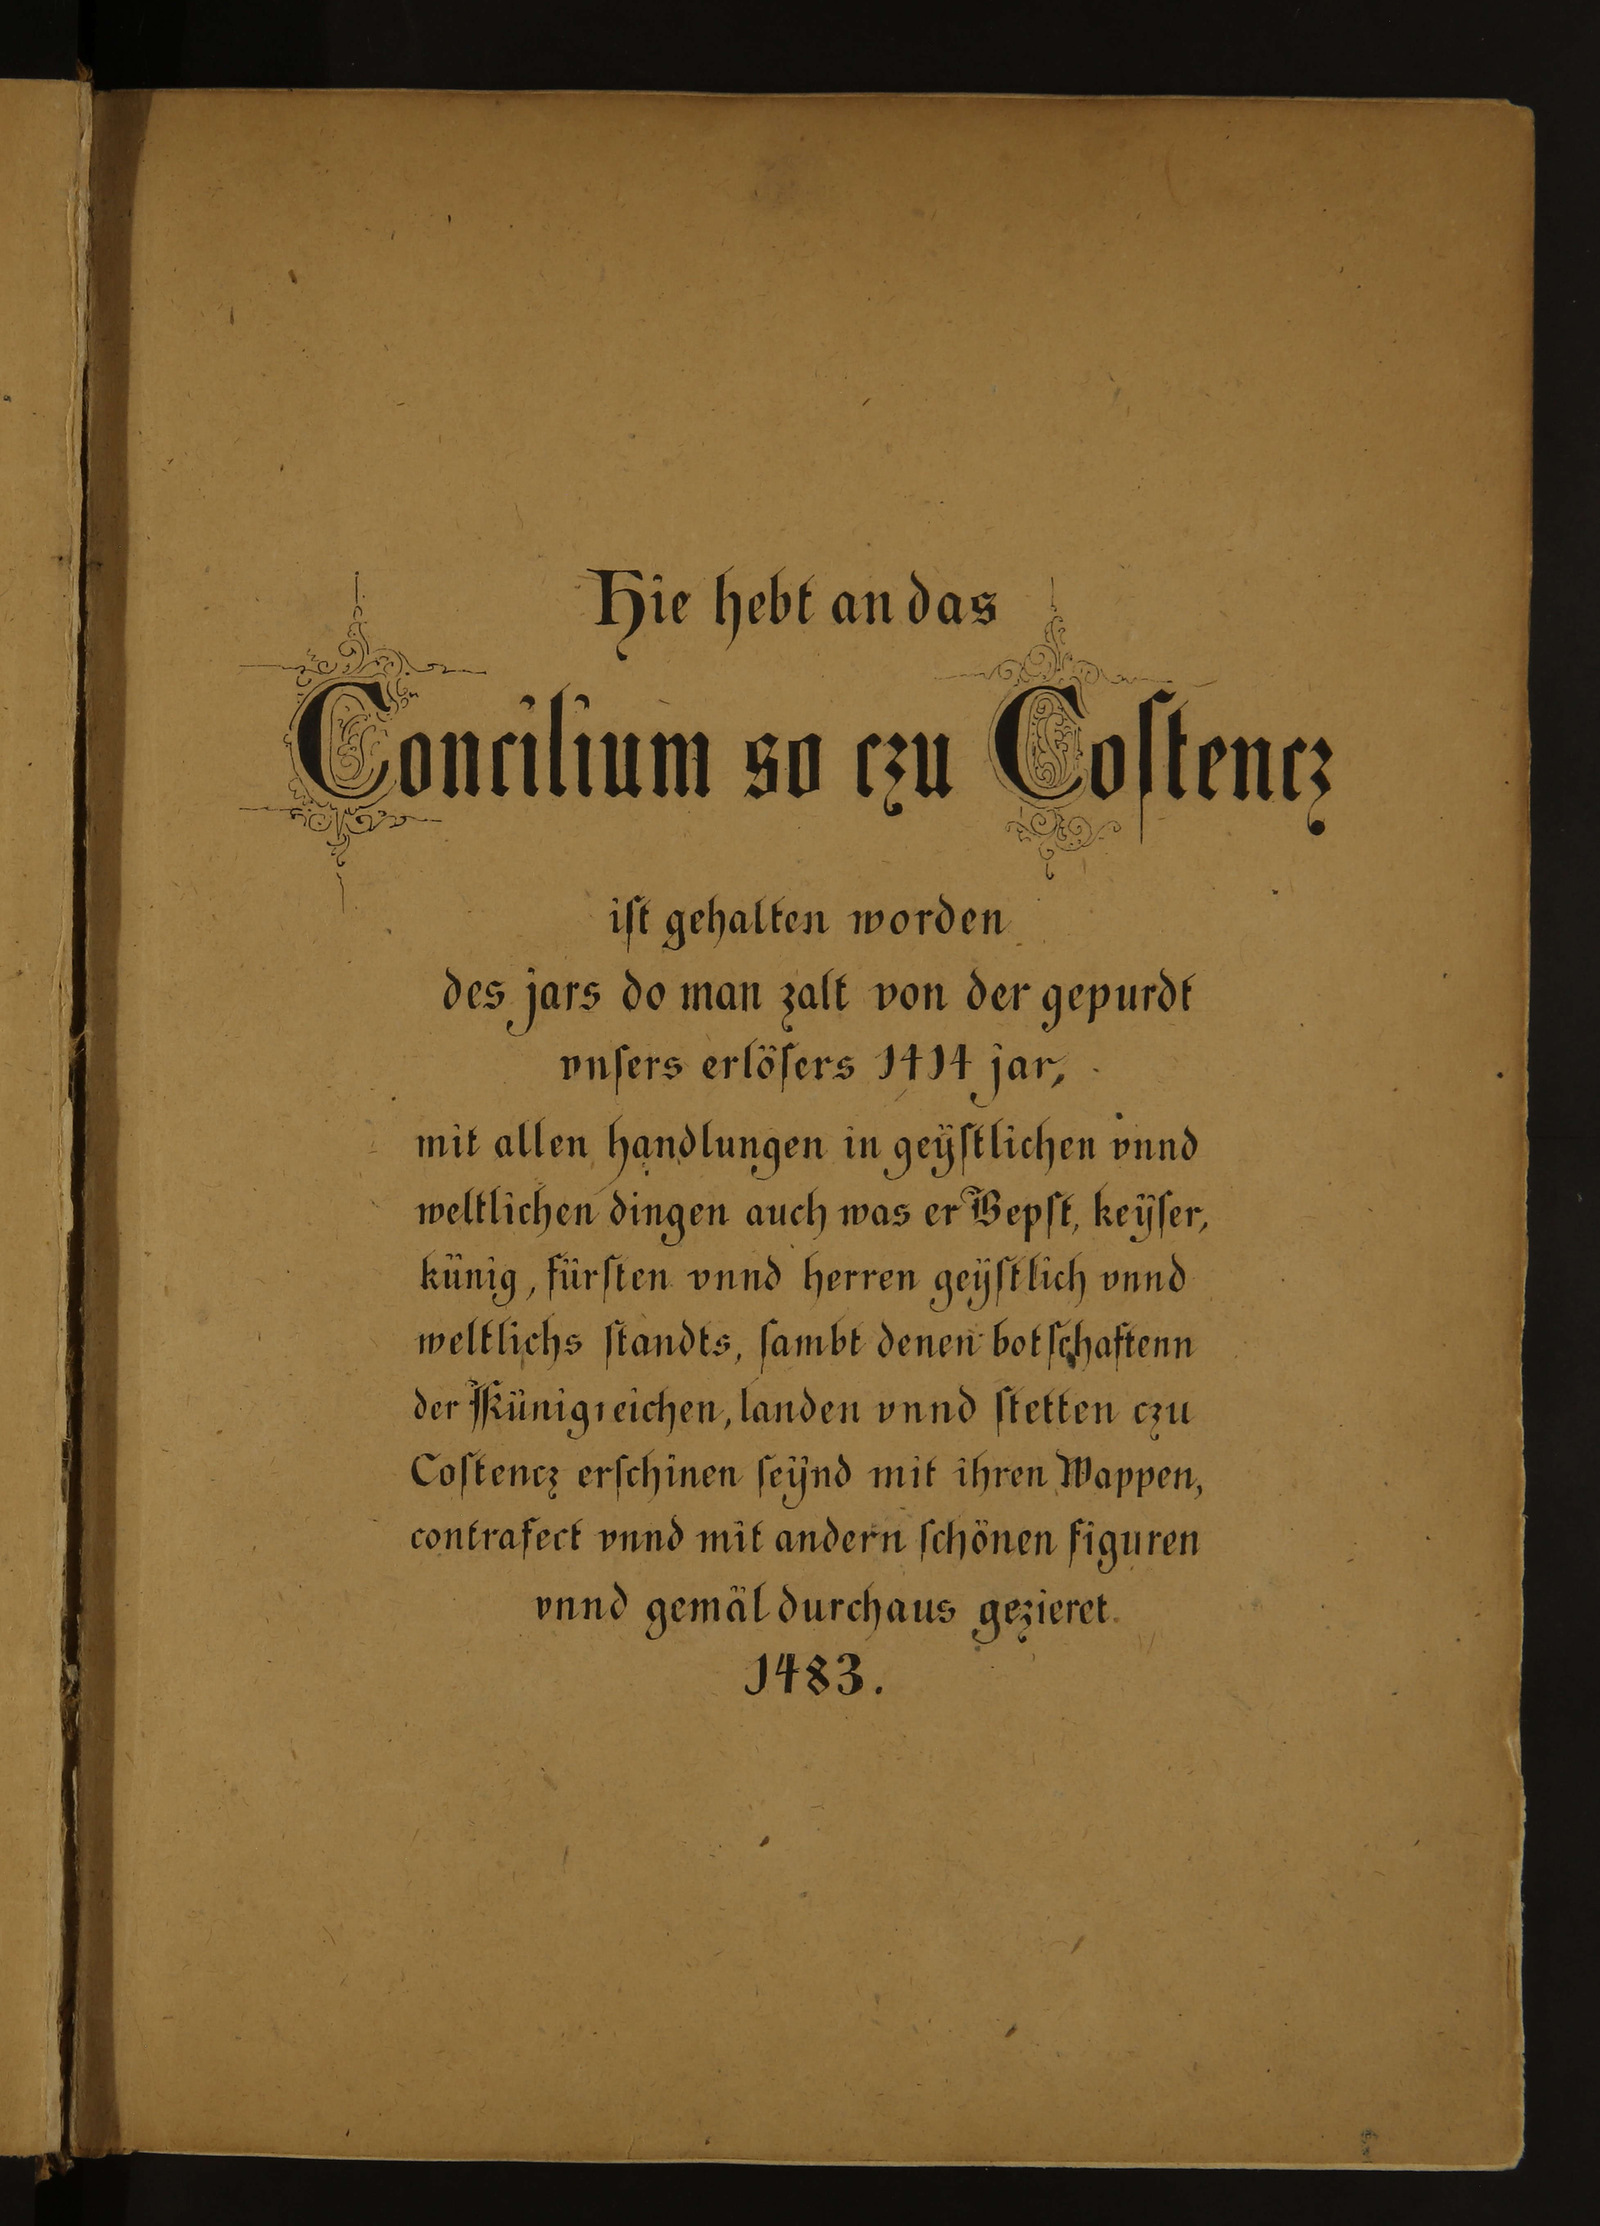 Hie hebt an das
Concilium so czu Coſtencz
iſt gehalten worden
des jars do man zalt von der gepurdt
vnſers erlöſers 1414 jar,
mit allen handlungen in geÿſtlichen vnnd
weltlichen dingen auch was er Bepſt, keÿſer,
künig, fürſten vnnd herren geÿſtlich vnnd
weltlichs ſtandts, ſambt denen botſchaftenn
der Künigreichen, landen vnnd ſtetten czu
Coſtencz erſchinen ſeÿnd mit ihren Wappen,
contrafect vnnd mit andern ſchönen figuren
vnnd gemäl durchaus gezieret.
1483.